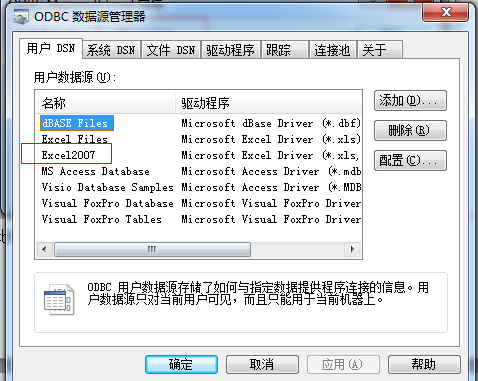 ODBC 数据源管理器
用户 DSN 系统 DSN 文件 DSN 驱动程序 跟踪 连接池 关于
用户数据源(U):
名称 驱动程序
dBASE Files Microsoft dBase Driver (*.dbf)
Excel Files Microsoft Excel Driver (*.xls)
Excel2007 Microsoft Excel Driver (*.xls,
MS Access Database Microsoft Access Driver (*.mdb
Visio Database Samples Microsoft Access Driver (*.MDB
Visual FoxPro Database Microsoft Visual FoxPro Driver
Visual FoxPro Tables Microsoft Visual FoxPro Driver
添加(D)...
删除(R)
配置(C)...
ODBC 用户数据源存储了如何与指定数据提供程序连接的信息。用
户数据源只对当前用户可见，而且只能用于当前机器上。
确定 取消 应用(A) 帮助